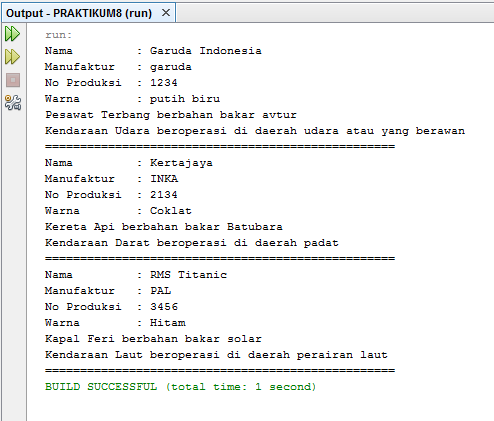 Output - PRAKTIKUM8 (run) ×
run:
Nama         : Garuda Indonesia
Manufaktur   : garuda
No Produksi  : 1234
Warna        : putih biru
Pesawat Terbang berbahan bakar avtur
Kendaraan Udara beroperasi di daerah udara atau yang berawan
==================================================
Nama         : Kertajaya
Manufaktur   : INKA
No Produksi  : 2134
Warna        : Coklat
Kereta Api berbahan bakar Batubara
Kendaraan Darat beroperasi di daerah padat
==================================================
Nama         : RMS Titanic
Manufaktur   : PAL
No Produksi  : 3456
Warna        : Hitam
Kapal Feri berbahan bakar solar
Kendaraan Laut beroperasi di daerah perairan laut
==================================================
BUILD SUCCESSFUL (total time: 1 second)